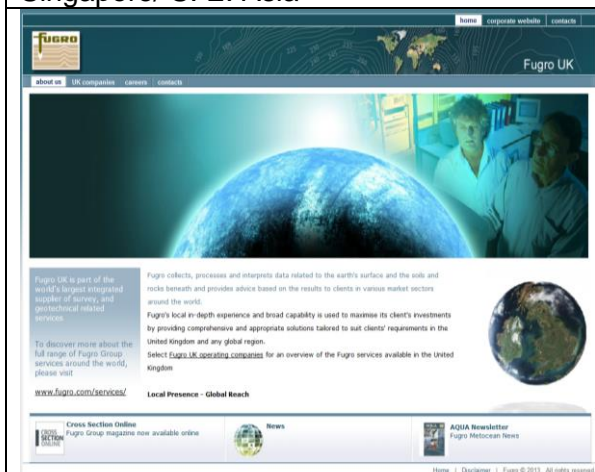 home corporate website contacts
FUGRO
Fugro UK
about us UK companies careers contacts
Fugro UK is part of the
world's largest integrated
supplier of survey, and
geotechnical related
services
To discover more about the
full range of Fugro Group
services around the world,
please visit
www.fugro.com/services/
Fugro collects, processes and interprets data related to the earth's surface and the soils and
rocks beneath and provides advice based on the results to clients in various market sectors
around the world.
Fugro's local in-depth experience and broad capability is used to maximise its client's investments
by providing comprehensive and appropriate solutions tailored to suit clients' requirements in the
United Kingdom and any global region.
Select Fugro UK operating companies for an overview of the Fugro services available in the United
Kingdom
Local Presence - Global Reach
CROSS
SECTION
ONLINE
Cross Section Online
Fugro Group magazine now available online
News
AQUA Newsletter
Fugro Metocean News
Home | Disclaimer | Fugro © 2011 All rights reserved